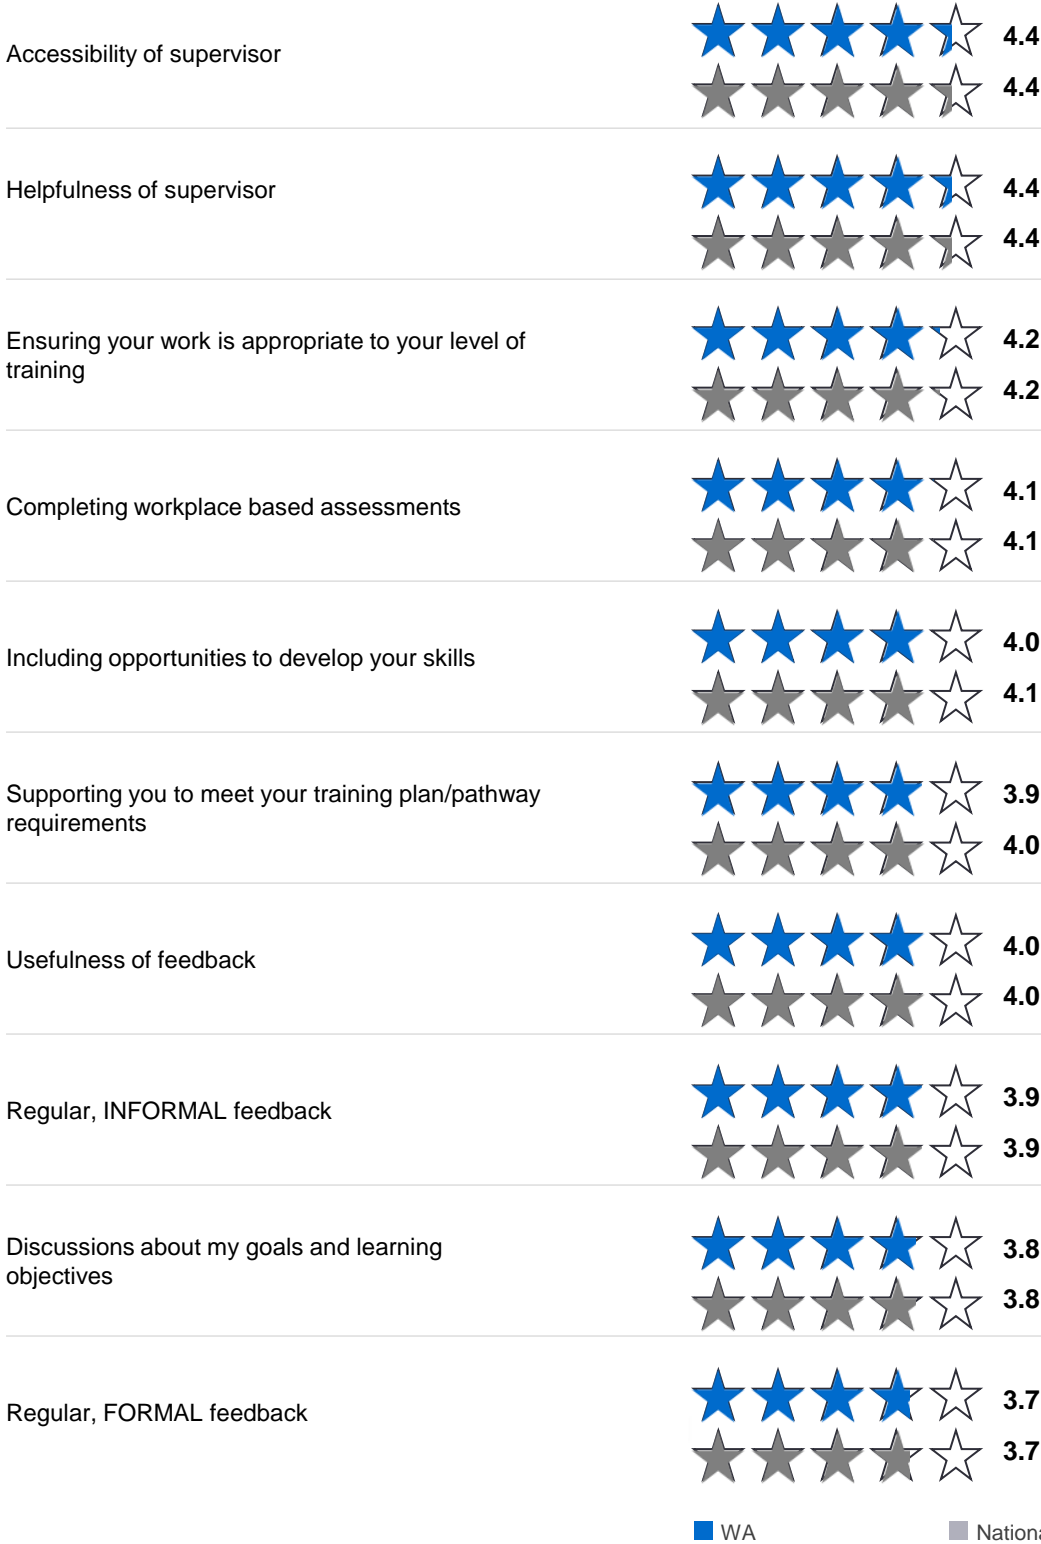 Accessibility of supervisor
4.4
4.4
Helpfulness of supervisor
4.4
4.4
Ensuring your work is appropriate to your level of
training
4.2
4.2
Completing workplace based assessments
4.1
4.1
Including opportunities to develop your skills
4.0
4.1
Supporting you to meet your training plan/pathway
requirements
3.9
4.0
Usefulness of feedback
4.0
4.0
Regular, INFORMAL feedback
3.9
3.9
Discussions about my goals and learning
objectives
3.8
3.8
Regular, FORMAL feedback
3.7
3.7
WA